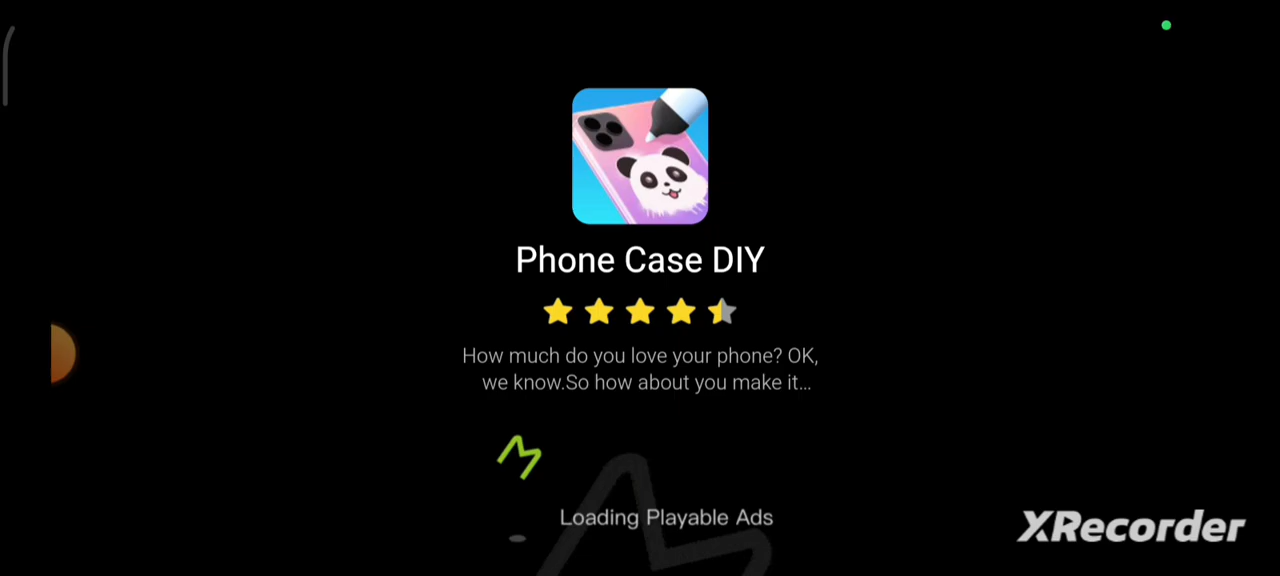 Phone Case DIY
How much do you love your phone? OK,
we know.So how about you make it...
Loading Playable Ads
XRecorder